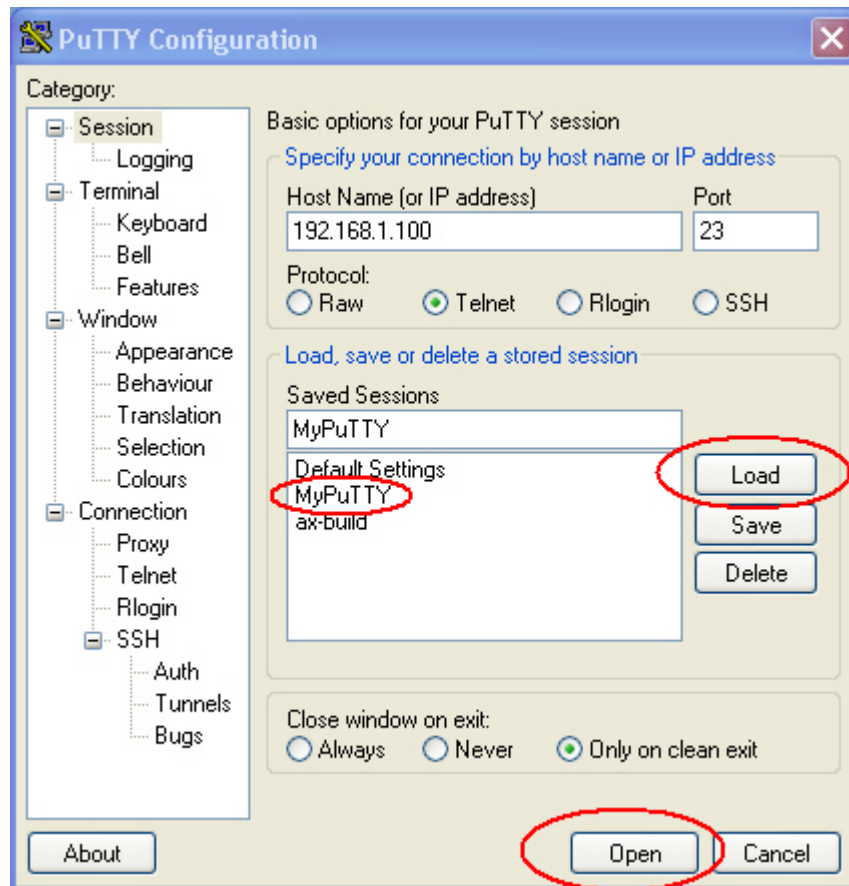 PuTTY Configuration
Category:
Session
Logging
Terminal
Keyboard
Bell
Features
Window
Appearance
Behaviour
Translation
Selection
Colours
Connection
Proxy
Telnet
Rlogin
SSH
Auth
Tunnels
Bugs
Basic options for your PuTTY session
Specify your connection by host name or IP address
Host Name (or IP address) Port
192.168.1.100 23
Protocol:
Raw Telnet Rlogin SSH
Load, save or delete a stored session
Saved Sessions
MyPuTTY
Default Settings
MyPuTTY
ax-build
Load
Save
Delete
Close window on exit:
Always Never Only on clean exit
About Open Cancel